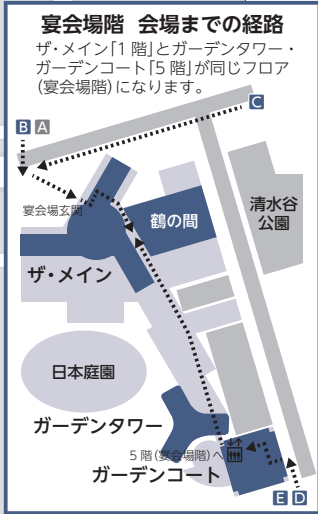 宴会場階 会場までの経路
ザ・メイン「1階」とガーデンタワー・
ガーデンコート「5階」が同じフロア
(宴会場階)になります。
C
B A
宴会場玄関
鶴の間
清水谷
公園
ザ・メイン
日本庭園
ガーデンタワー
5階(宴会場階)へ
ガーデンコート
E D